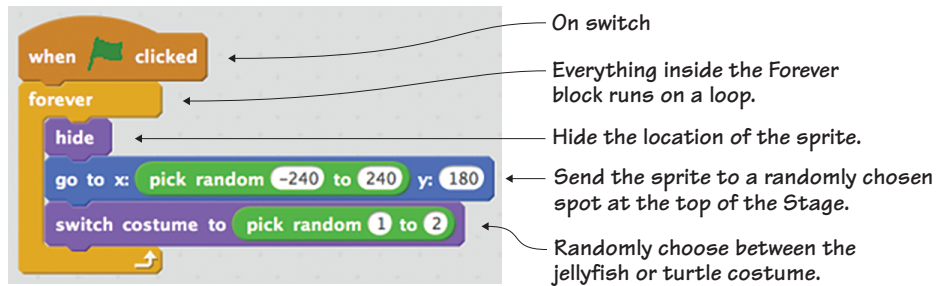 when clicked
On switch
forever
Everything inside the Forever
block runs on a loop.
hide
Hide the location of the sprite.
go to x: pick random -240 to 240 y: 180
Send the sprite to a randomly chosen
spot at the top of the Stage.
switch costume to pick random 1 to 2
Randomly choose between the
jellyfish or turtle costume.